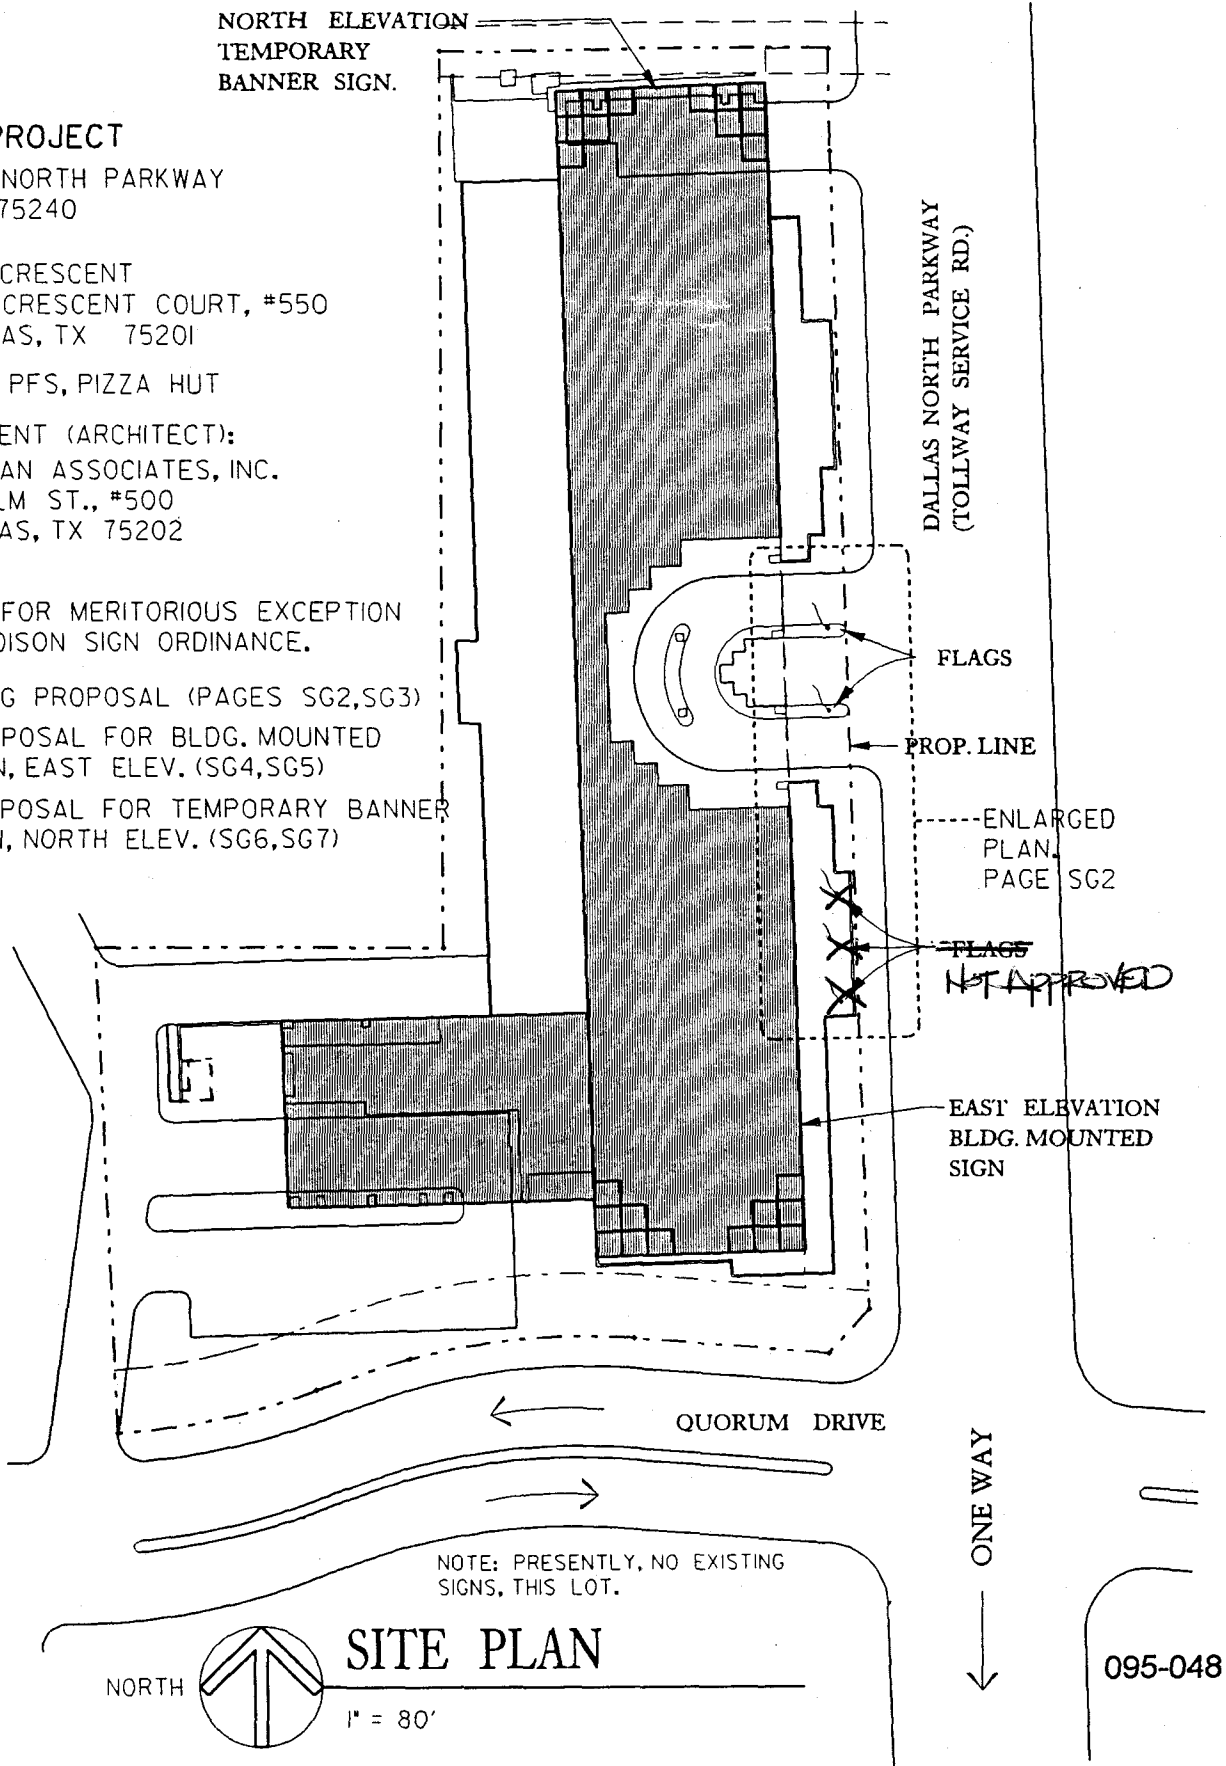 NORTH ELEVATION
TEMPORARY
BANNER SIGN.
PROJECT
NORTH PARKWAY
75240
CRESCENT
CRESCENT COURT, #550
AS, TX 75201
PFS, PIZZA HUT
ENT (ARCHITECT):
AN ASSOCIATES, INC.
LM ST., #500
AS, TX 75202
FOR MERITORIOUS EXCEPTION
DISON SIGN ORDINANCE.
G PROPOSAL (PAGES SG2,SG3)
POSAL FOR BLDG. MOUNTED
N, EAST ELEV. (SG4,SG5)
POSAL FOR TEMPORARY BANNER
N, NORTH ELEV. (SG6,SG7)
DALLAS NORTH PARKWAY
(TOLLWAY SERVICE RD.)
FLAGS
PROP. LINE
ENLARGED
PLAN.
PAGE SG2
FLAGS
NOT APPROVED
EAST ELEVATION
BLDG. MOUNTED
SIGN
QUORUM DRIVE
ONE WAY
NOTE: PRESENTLY, NO EXISTING
SIGNS, THIS LOT.
NORTH
SITE PLAN
1" = 80'
095-048